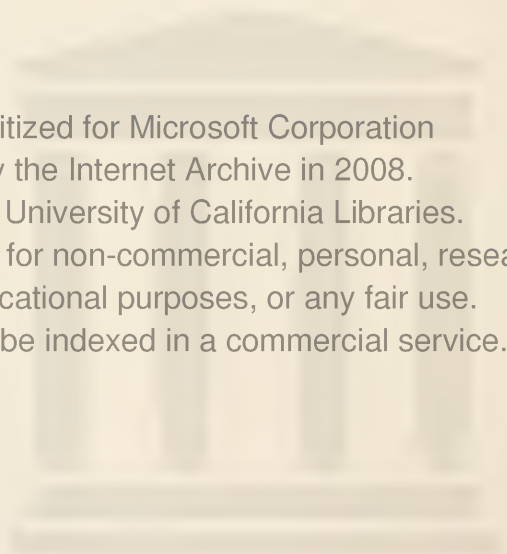 itized for Microsoft Corporation
the Internet Archive in 2008.
University of California Libraries.
for non-commercial, personal, resea
cational purposes, or any fair use.
be indexed in a commercial service.